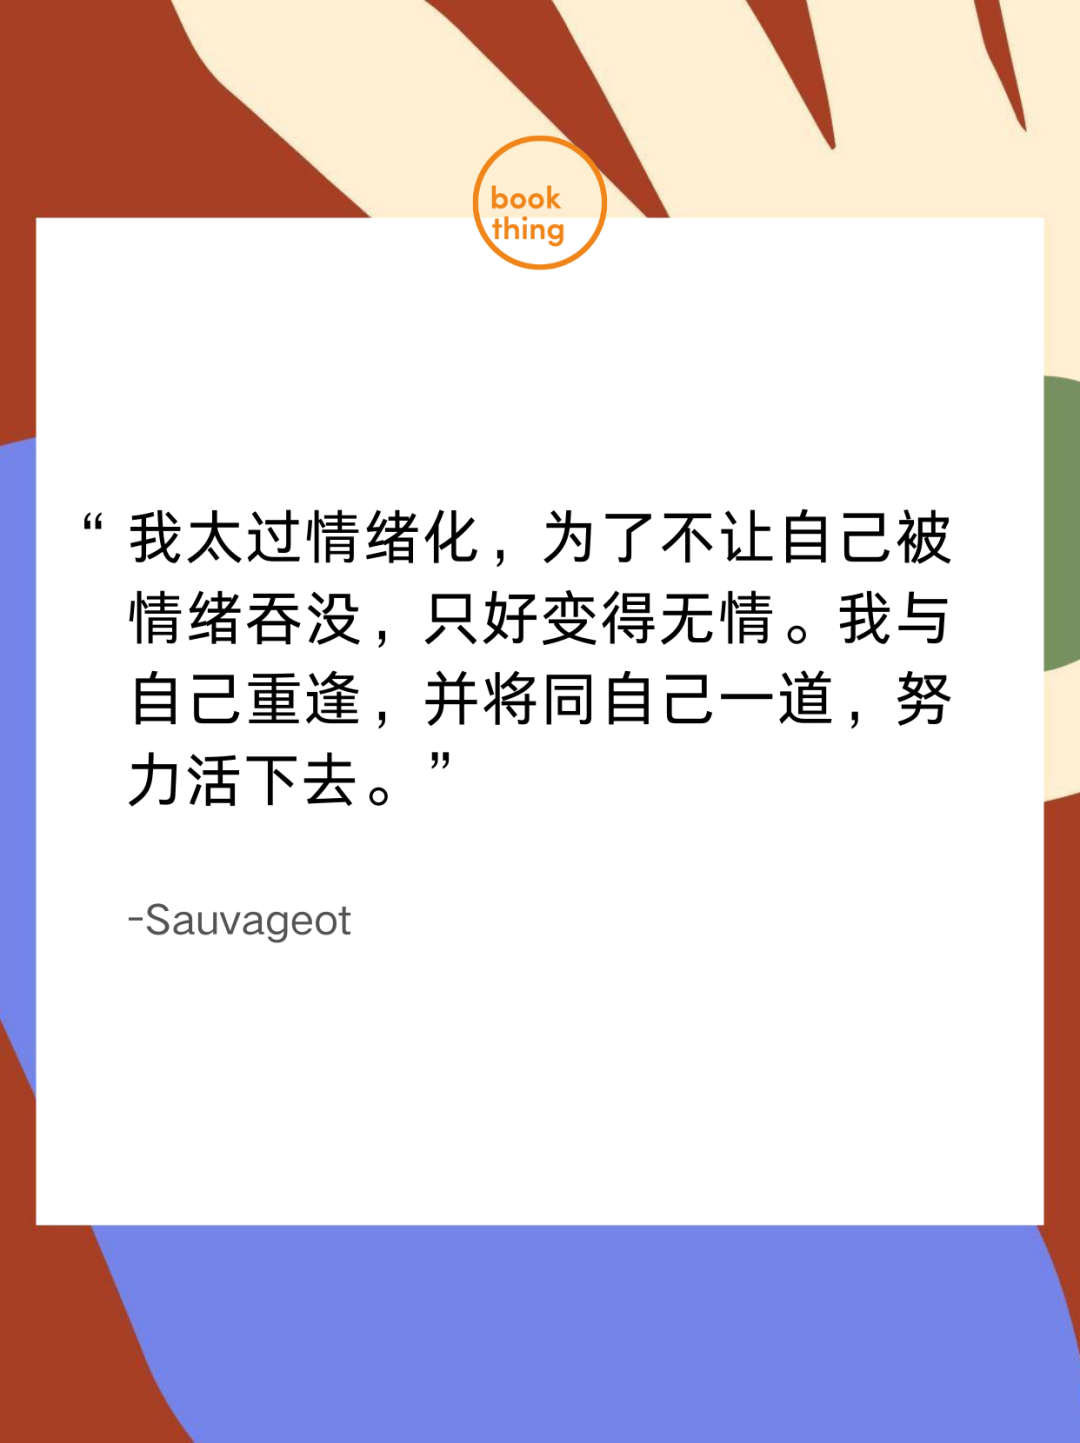 book
thing
“我太过情绪化，为了不让自己被
情绪吞没，只好变得无情。我与
自己重逢，并将同自己一道，努
力活下去。”
-Sauvageot